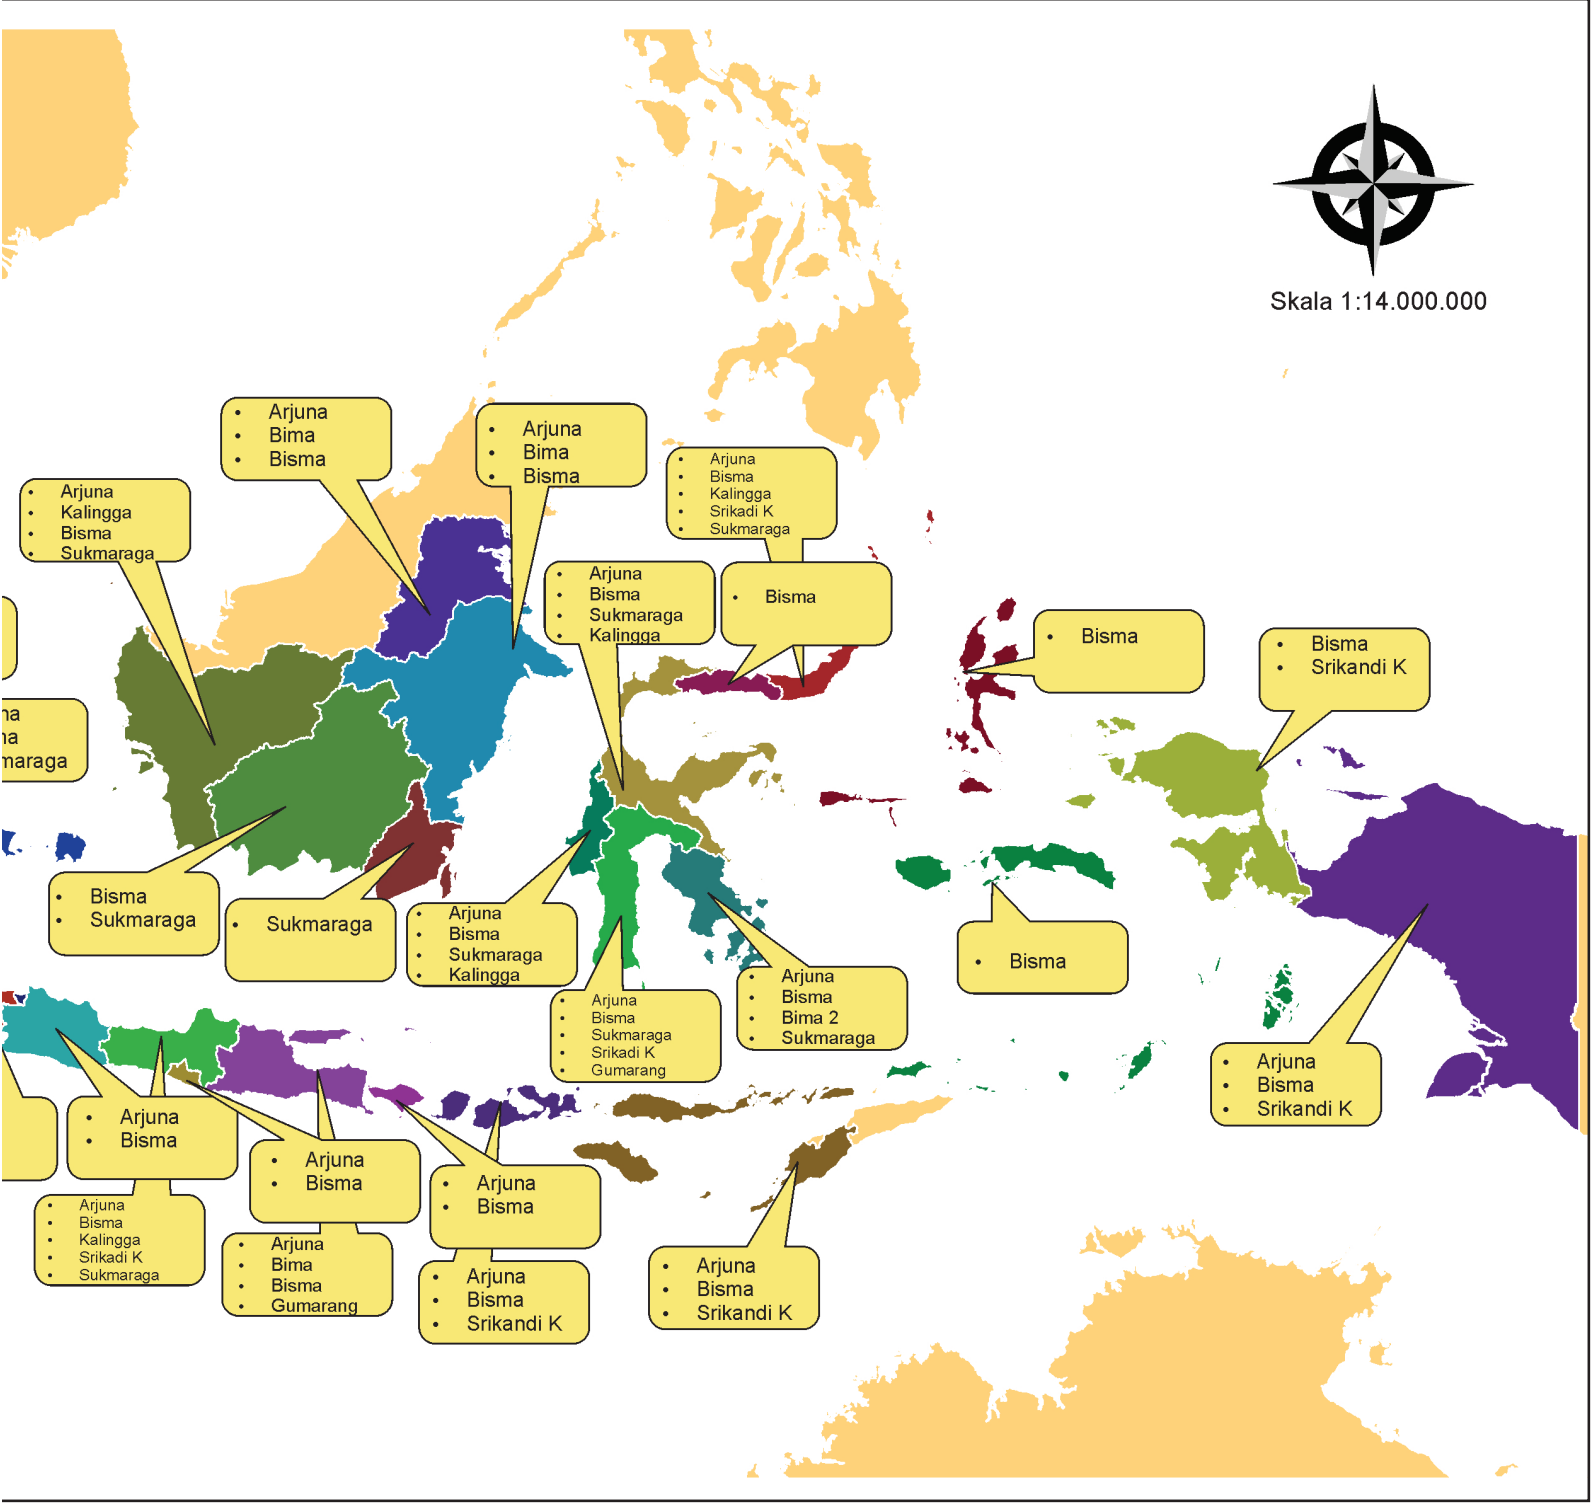 Skala 1:14.000.000
• Arjuna
• Bima
• Bisma
• Arjuna
• Bima
• Bisma
• Arjuna
• Bisma
• Kalingga
• Srikadi K
• Sukmaraga
• Arjuna
• Kalingga
• Bisma
• Sukmaraga
• Arjuna
• Bisma
• Sukmaraga
• Kalingga
• Bisma
• Bisma
• Bisma
• Srikandi K
na
na
maraga
• Bisma
• Sukmaraga
• Sukmaraga
• Arjuna
• Bisma
• Sukmaraga
• Kalingga
• Arjuna
• Bisma
• Sukmaraga
• Srikadi K
• Gumarang
• Arjuna
• Bisma
• Bima 2
• Sukmaraga
• Bisma
• Arjuna
• Bisma
• Srikandi K
• Arjuna
• Bisma
• Arjuna
• Bisma
• Arjuna
• Bisma
• Arjuna
• Bisma
• Kalingga
• Srikadi K
• Sukmaraga
• Arjuna
• Bima
• Bisma
• Gumarang
• Arjuna
• Bisma
• Srikandi K
• Arjuna
• Bisma
• Srikandi K